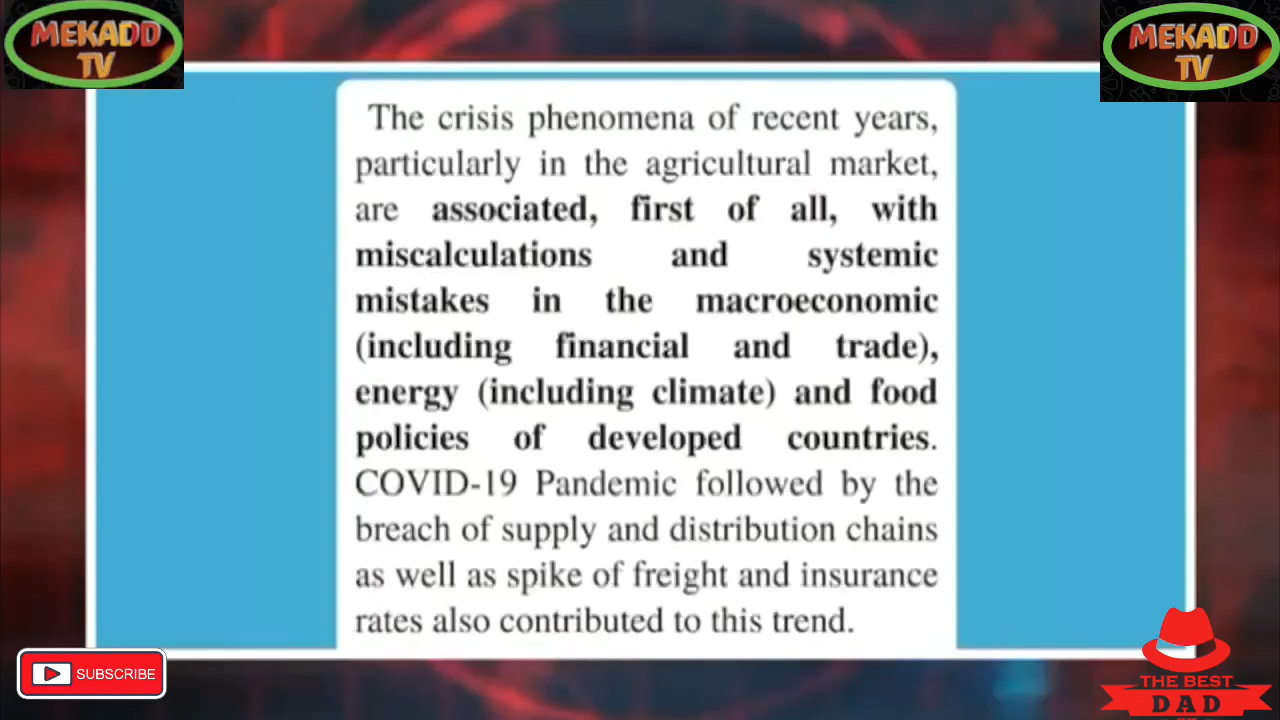 MEKADD
TV
MEKADD
TV
The crisis phenomena of recent years,
particularly in the agricultural market,
are associated, first of all, with
miscalculations and systemic
mistakes in the macroeconomic
(including financial and trade),
energy (including climate) and food
policies of developed countries.
COVID-19 Pandemic followed by the
breach of supply and distribution chains
as well as spike of freight and insurance
rates also contributed to this trend.
SUBSCRIBE
THE BEST
DAD